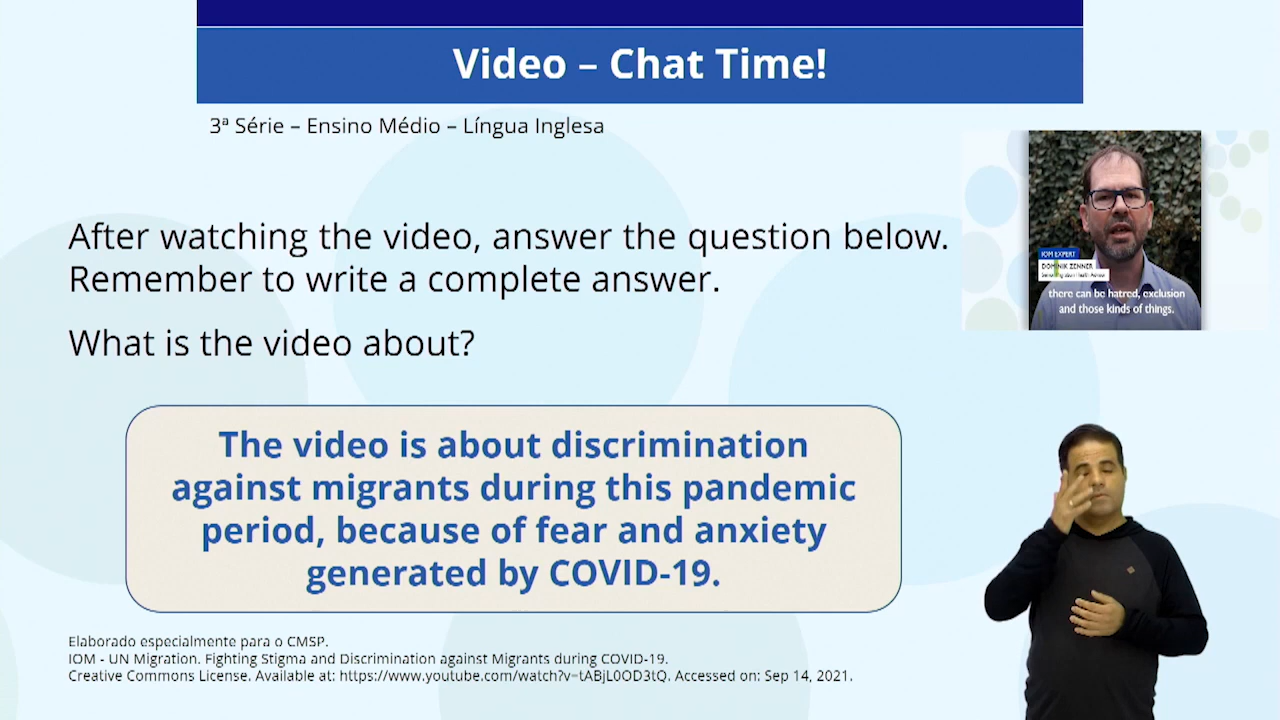 Video – Chat Time!
3ª Série – Ensino Médio – Língua Inglesa
After watching the video, answer the question below.
Remember to write a complete answer.
What is the video about?
IOM EXPERT
DOMINIK ZENNER
there can be hatred, exclusion
and those kinds of things.
The video is about discrimination
against migrants during this pandemic
period, because of fear and anxiety
generated by COVID-19.
Elaborado especialmente para o CMSP.
IOM - UN Migration. Fighting Stigma and Discrimination against Migrants during COVID-19.
Creative Commons License. Available at: https://www.youtube.com/watch?v=tABjL0OD3tQ. Accessed on: Sep 14, 2021.